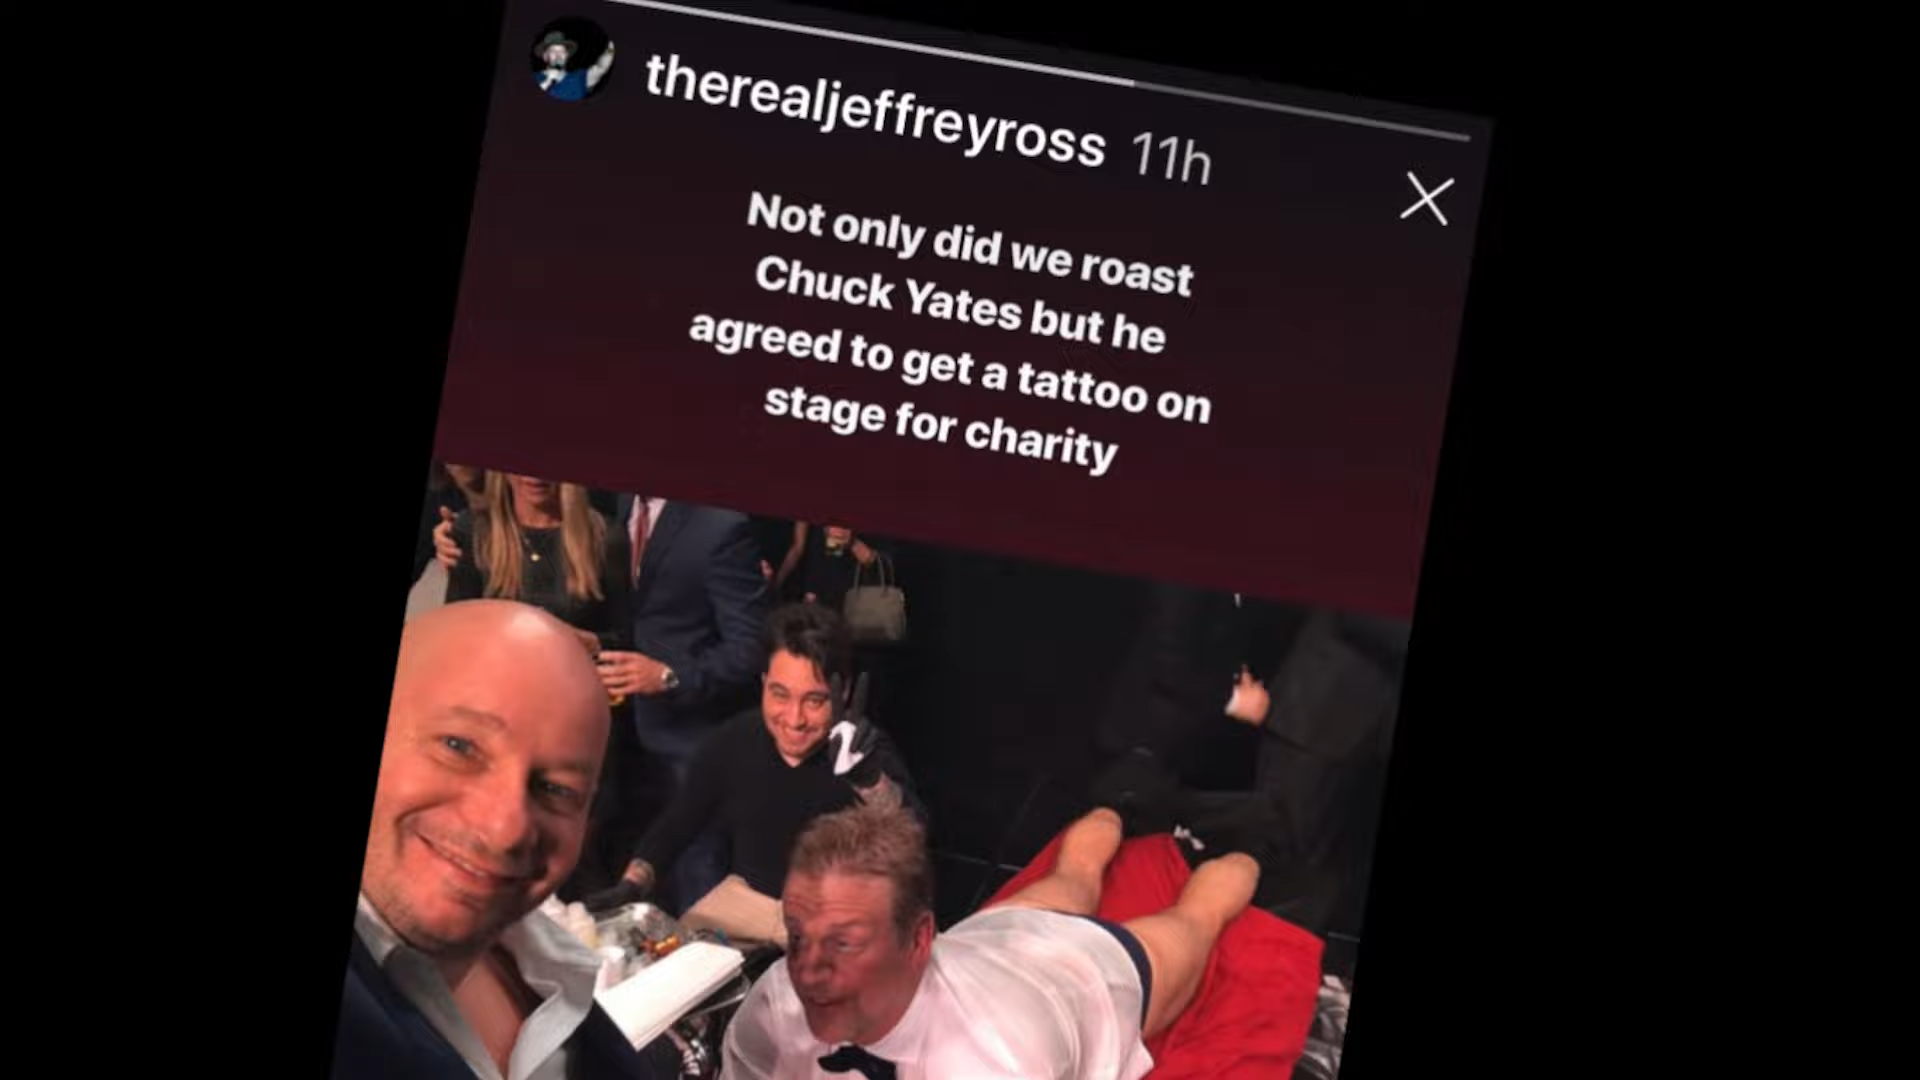 therealjeffreyross 11h
Not only did we roast
Chuck Yates but he
agreed to get a tattoo on
stage for charity